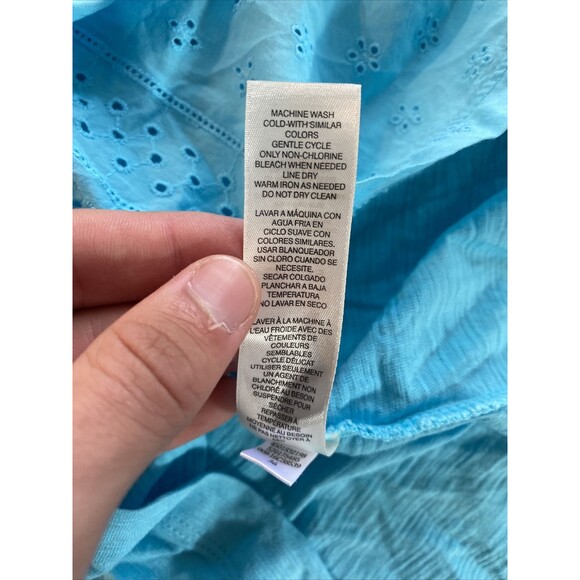 MACHINE WASH
COLD-WITH SIMILAR
COLORS
GENTLE CYCLE
ONLY NON-CHLORINE
BLEACH WHEN NEEDED
LINE DRY
WARM IRON AS NEEDED
DO NOT DRY CLEAN
LAVAR A MÁQUINA CON
AGUA FRIA EN
CICLO SUAVE CON
COLORES SIMILARES.
USAR BLANQUEADOR
SIN CLORO CUANDO SE
NECESITE.
SECAR COLGADO
PLANCHAR A BAJA
TEMPERATURA
NO LAVAR EN SECO
LAVER À LA MACHINE À
L'EAU FROIDE AVEC DES
VÊTEMENTS DE
COULEURS
SEMBLABLES
CYCLE DÉLICAT
UTILISER SEULEMENT
UN AGENT DE
BLANCHIMENT NON
CHLORÉ AU BESOIN
SUSPENDRE POUR
SÉCHER
REPASSER À
TEMPÉRATURE
MOYENNE AU BESOIN
NE PAS NETTOYER À